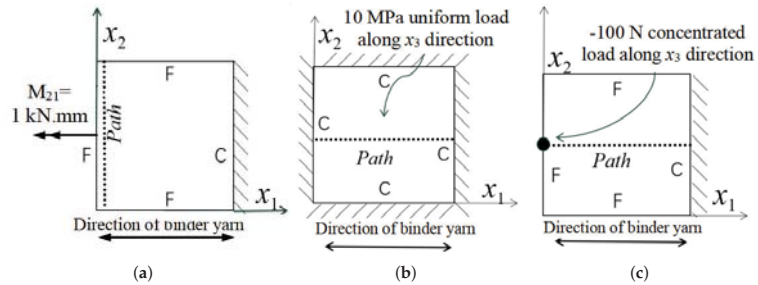 x₂
M₂₁=
1 kN.mm
F
Path
F
C
F
x₁
Direction of binder yarn
(a)
10 MPa uniform load
along x₃ direction
x₂
C
C
C
Path
C
x₁
Direction of binder yarn
(b)
-100 N concentrated
load along x₃ direction
x₂
F
Path
F
C
F
x₁
Direction of binder yarn
(c)